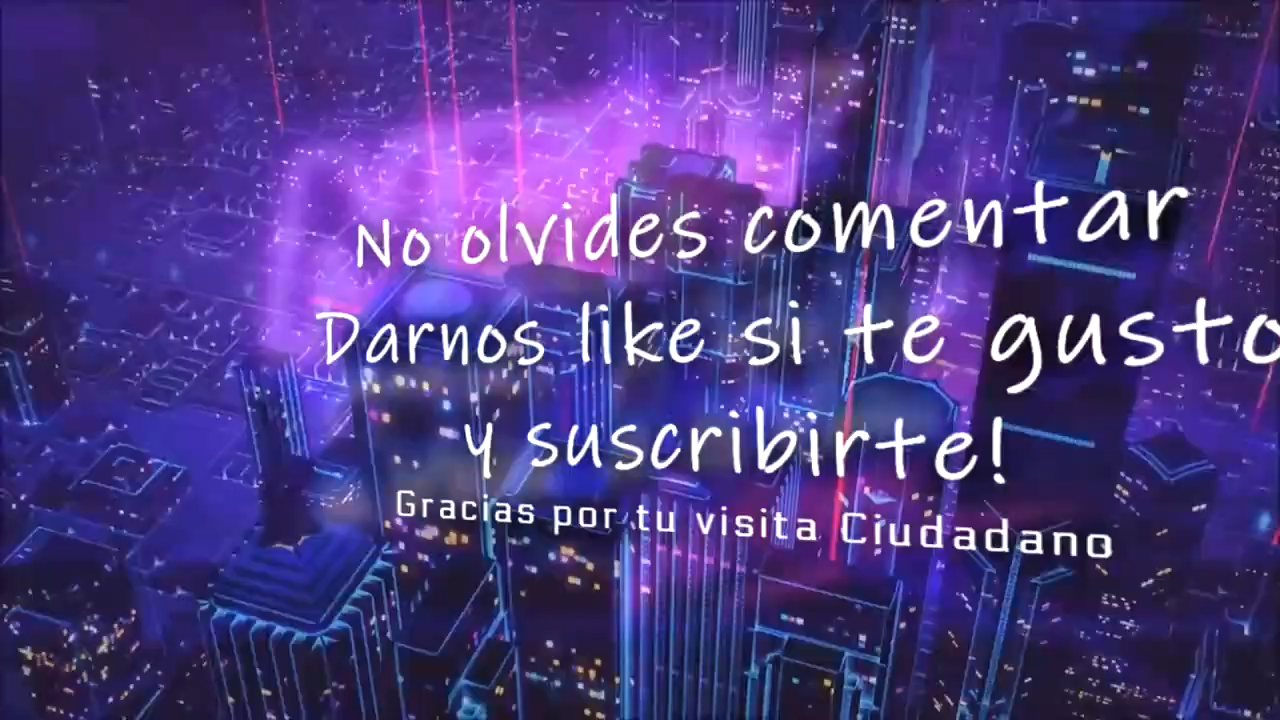 No olvides comentar
Darnos like si te gusto
y suscribirte!
Gracias por tu visita Ciudadano